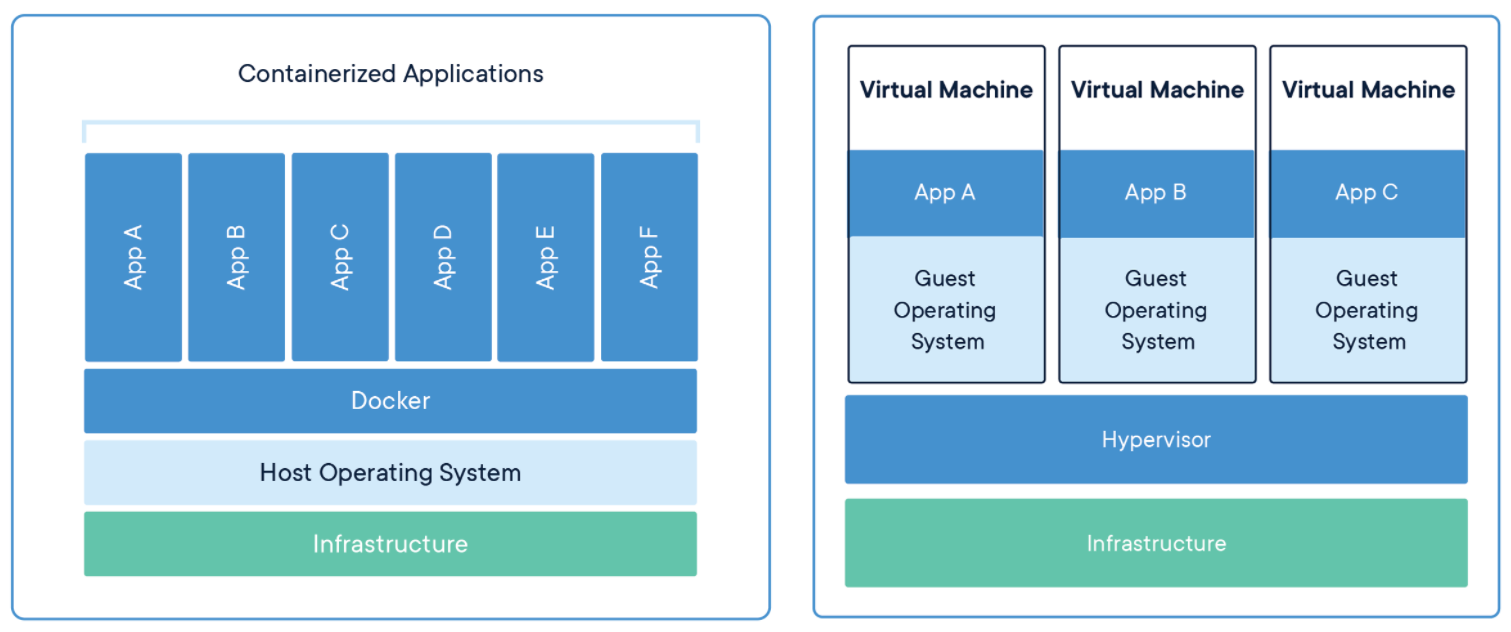 Containerized Applications
App A
App B
App C
App D
App E
App F
Docker
Host Operating System
Infrastructure
Virtual Machine
App A
Guest
Operating
System
Virtual Machine
App B
Guest
Operating
System
Virtual Machine
App C
Guest
Operating
System
Hypervisor
Infrastructure